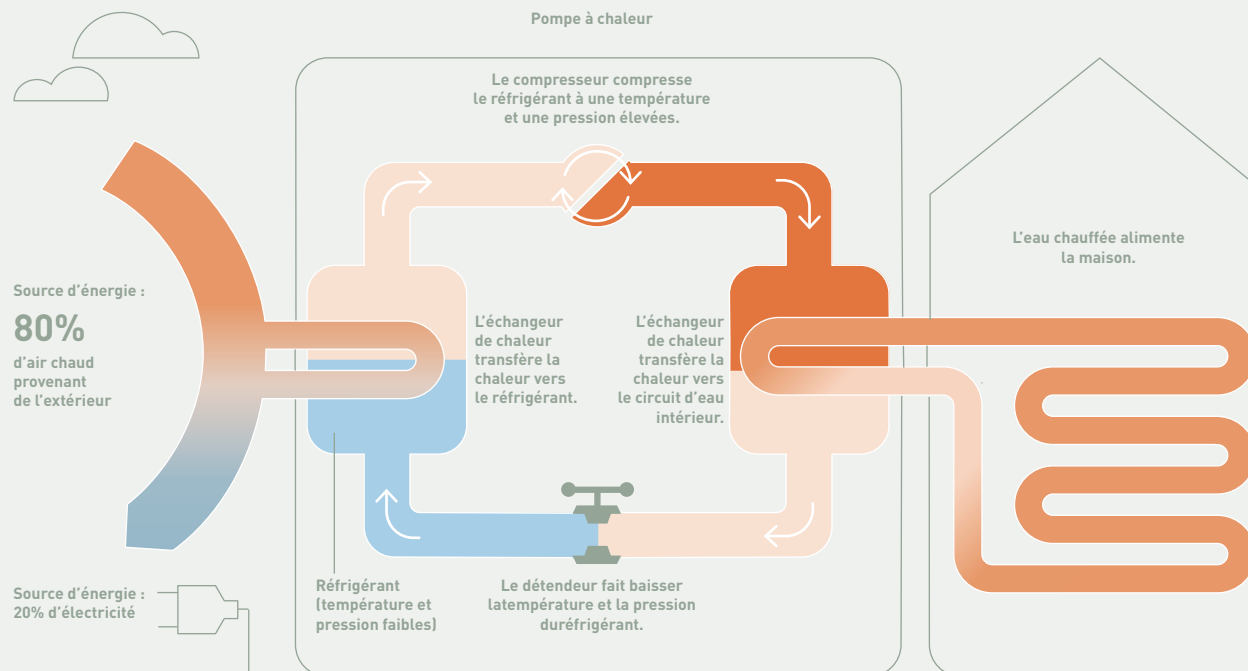 Pompe à chaleur
Le compresseur compresse
le réfrigérant à une température
et une pression élevées.
L'eau chauffée alimente
la maison.
Source d'énergie :
80%
d'air chaud
provenant
de l'extérieur
L'échangeur
de chaleur
transfère la
chaleur vers
le réfrigérant.
L'échangeur
de chaleur
transfère la
chaleur vers
le circuit d'eau
intérieur.
Source d'énergie :
20% d'électricité
Réfrigérant
(température et
pression faibles)
Le détendeur fait baisser
latempérature et la pression
duréfrigérant.